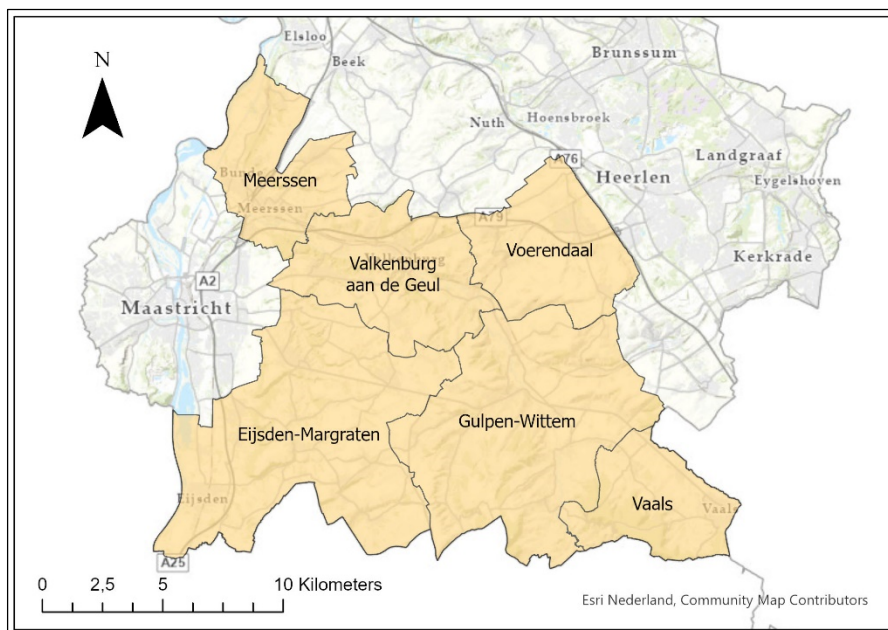 Elsloo
Beek
Brunssum
N
Nuth
Hoensbroek
Landgraaf
A76
Heerlen
Eygelshoven
Meerssen
Meerssen
A79
Voerendaal
Kerkrade
Valkenburg
aan de Geul
A2
Maastricht
Gulpen-Wittem
Eijsden-Margraten
Eijsden
Vaals
Vaals
A25
0 2,5 5 10 Kilometers
Esri Nederland, Community Map Contributors